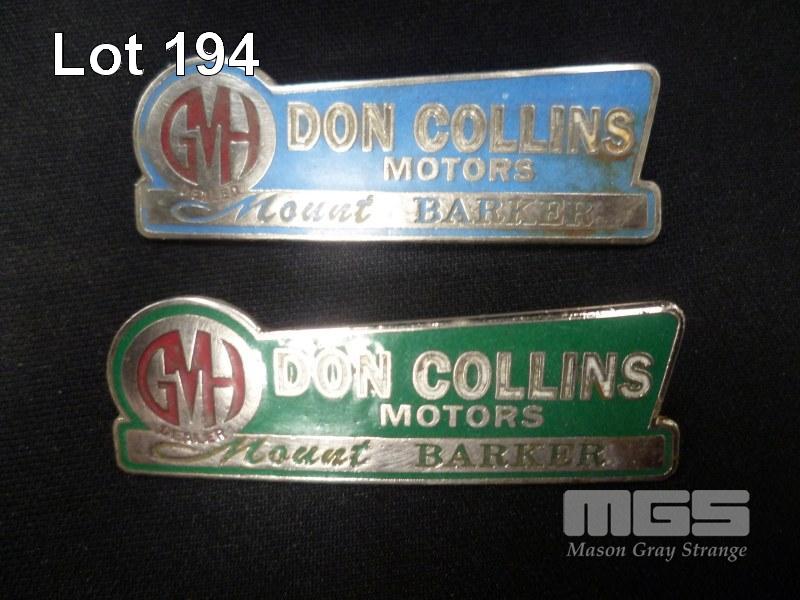 Lot 194
GMH
DEALER
DON COLLINS
MOTORS
Mount BARKER
GMH
DEALER
DON COLLINS
MOTORS
Mount BARKER
MGS
Mason Gray Strange